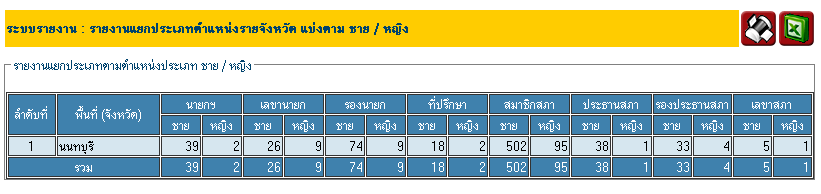 ระบบรายงาน : รายงานแยกประเภทตำแหน่งรายจังหวัด แบ่งตาม ชาย / หญิง
รายงานแยกประเภทตามตำแหน่งประเภท ชาย / หญิง
ลำดับที่ พื้นที่ (จังหวัด) นายกฯ เลขานายก รองนายก ที่ปรึกษา สมาชิกสภา ประธานสภา รองประธานสภา เลขาสภา
ชาย หญิง ชาย หญิง ชาย หญิง ชาย หญิง ชาย หญิง ชาย หญิง ชาย หญิง ชาย หญิง
1 นนทบุรี 39 2 26 9 74 9 18 2 502 95 38 1 33 4 5 1
รวม 39 2 26 9 74 9 18 2 502 95 38 1 33 4 5 1